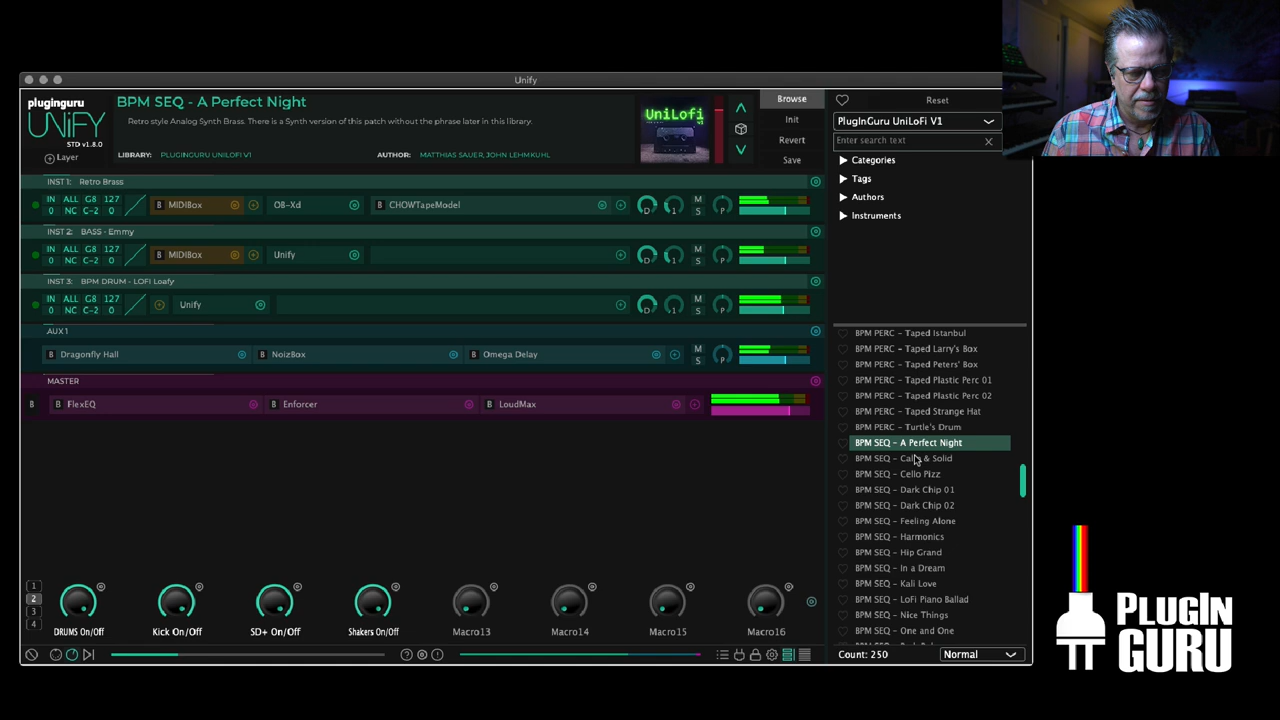 Unify
pluginguru
UNIFY
STD v1.8.0
Layer
BPM SEQ - A Perfect Night
Retro style Analog Synth Brass. There is a Synth version of this patch without the phrase later in this library.
LIBRARY: PLUGINGURU UNILOFI V1
AUTHOR: MATTHIAS SAUER, JOHN LEHMKUHL
UniLoFi
Browse
Init
Revert
Save
Reset
PlugInGuru UniLoFi V1
Enter search text
Categories
Tags
Authors
Instruments
INST 1: Retro Brass
IN ALL G8 127
0 NC C-2 0
B MIDIBox
OB-Xd
B CHOWTapeModel
D 1 M S P
INST 2: BASS - Emmy
IN ALL G8 127
0 NC C-2 0
B MIDIBox
Unify
D 1 M S P
INST 3: BPM DRUM - LOFI Loafy
IN ALL G8 127
0 NC C-2 0
Unify
D 1 M S P
AUX 1
B Dragonfly Hall
B NoizBox
B Omega Delay
M S P
MASTER
B
B FlexEQ
B Enforcer
B LoudMax
BPM PERC - Taped Istanbul
BPM PERC - Taped Larry's Box
BPM PERC - Taped Peters' Box
BPM PERC - Taped Plastic Perc 01
BPM PERC - Taped Plastic Perc 02
BPM PERC - Taped Strange Hat
BPM PERC - Turtle's Drum
BPM SEQ - A Perfect Night
BPM SEQ - Calm & Solid
BPM SEQ - Cello Pizz
BPM SEQ - Dark Chip 01
BPM SEQ - Dark Chip 02
BPM SEQ - Feeling Alone
BPM SEQ - Harmonics
BPM SEQ - Hip Grand
BPM SEQ - In a Dream
BPM SEQ - Kali Love
BPM SEQ - LoFi Piano Ballad
BPM SEQ - Nice Things
BPM SEQ - One and One
1
2
3
4
DRUMS On/Off
Kick On/Off
SD+ On/Off
Shakers On/Off
Macro13
Macro14
Macro15
Macro16
Count: 250
Normal
PLUGIN
GURU